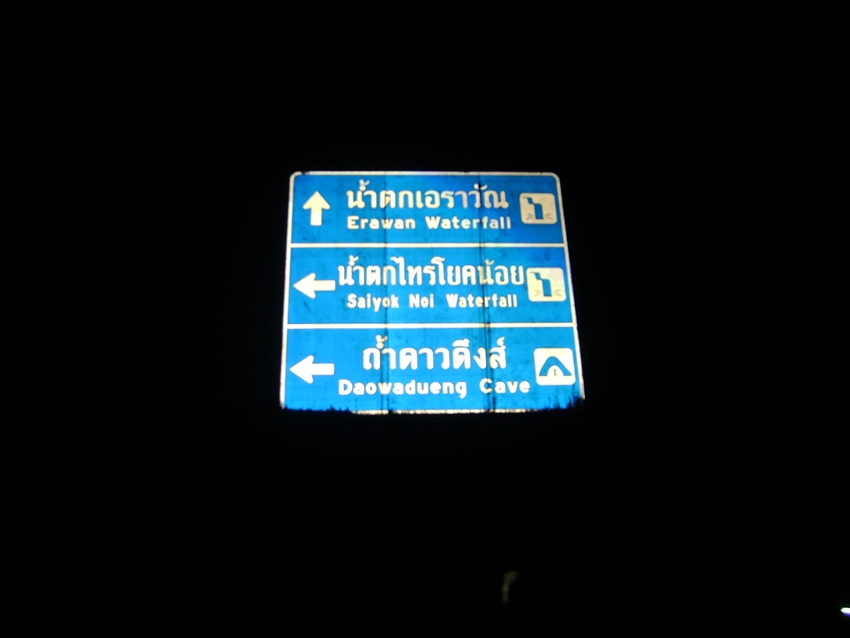 น้ำตกเอราวัณ
Erawan Waterfall
น้ำตกไทรโยคน้อย
Saiyok Noi Waterfall
ถ้ำดาวดึงส์
Daowadueng Cave